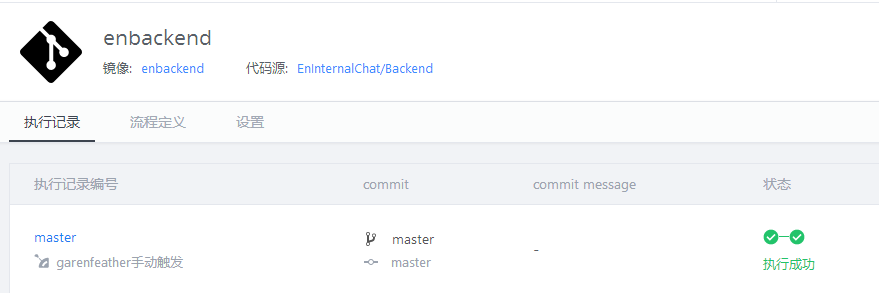 enbackend
镜像: enbackend 代码源: EnInternalChat/Backend
执行记录 流程定义 设置
执行记录编号 commit commit message 状态
master master -
garenfeather手动触发 master 执行成功